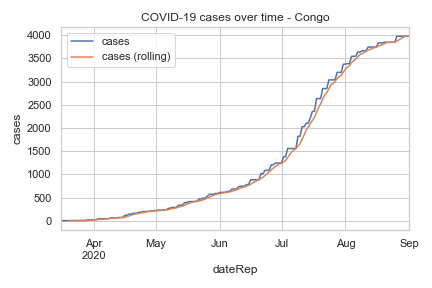 COVID-19 cases over time - Congo
cases
cases (rolling)
4000
3500
3000
2500
2000
1500
1000
500
0
cases
Apr
2020
May
Jun
Jul
Aug
Sep
dateRep